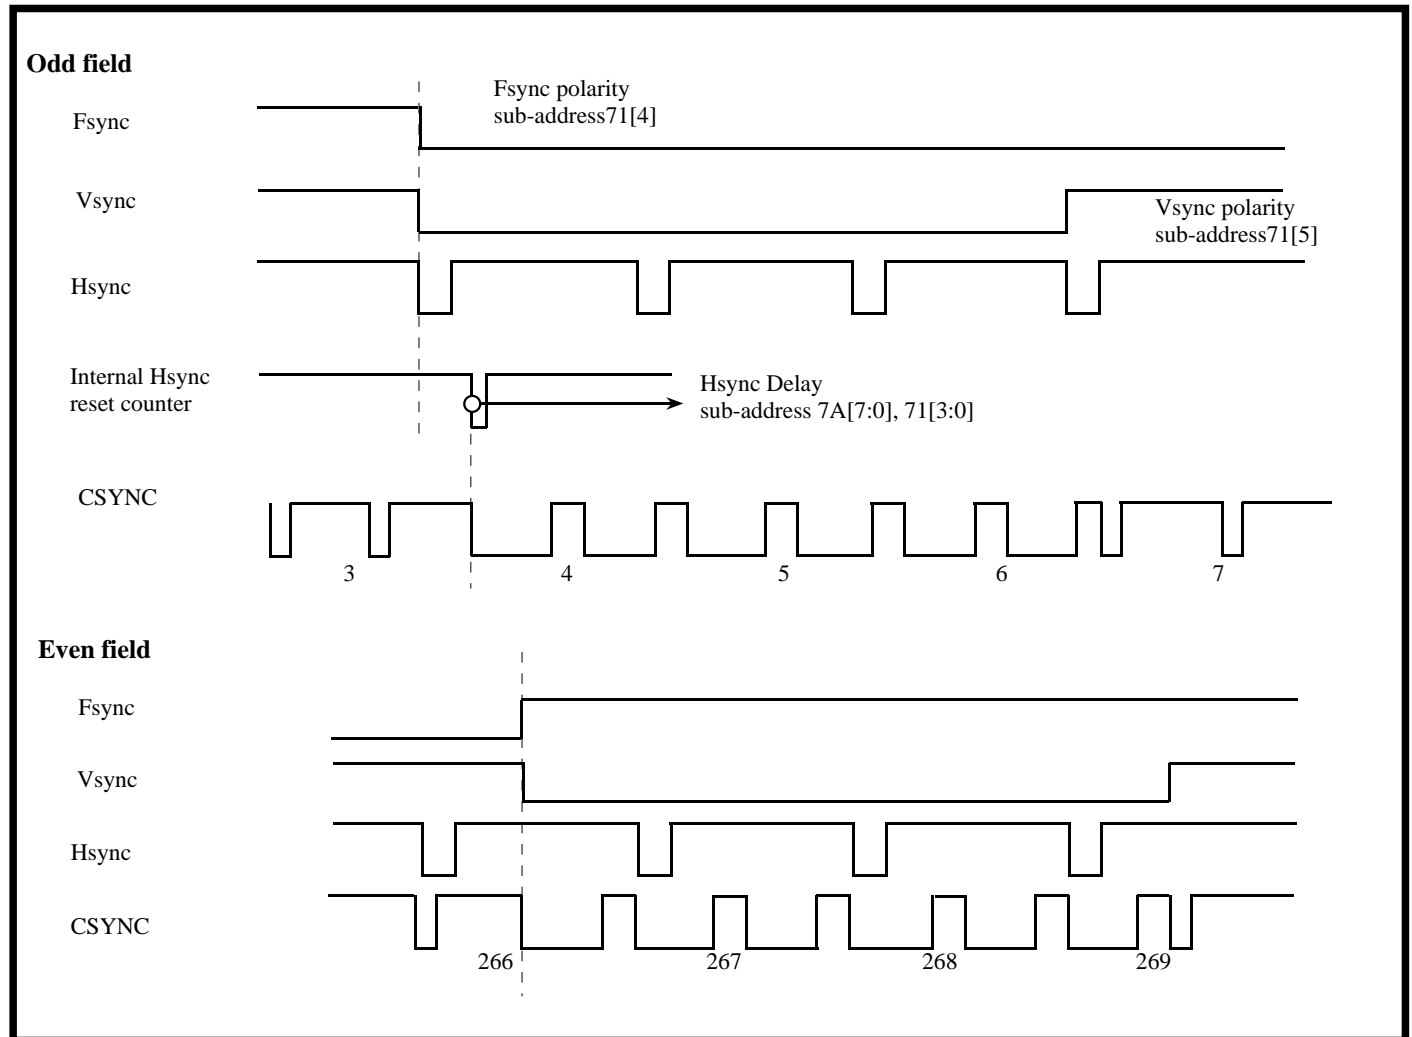 Odd field
Fsync
Fsync polarity
sub-address71[4]
Vsync
Vsync polarity
sub-address71[5]
Hsync
Internal Hsync
reset counter
Hsync Delay
sub-address 7A[7:0], 71[3:0]
CSYNC
3 4 5 6 7
Even field
Fsync
Vsync
Hsync
CSYNC
266 267 268 269